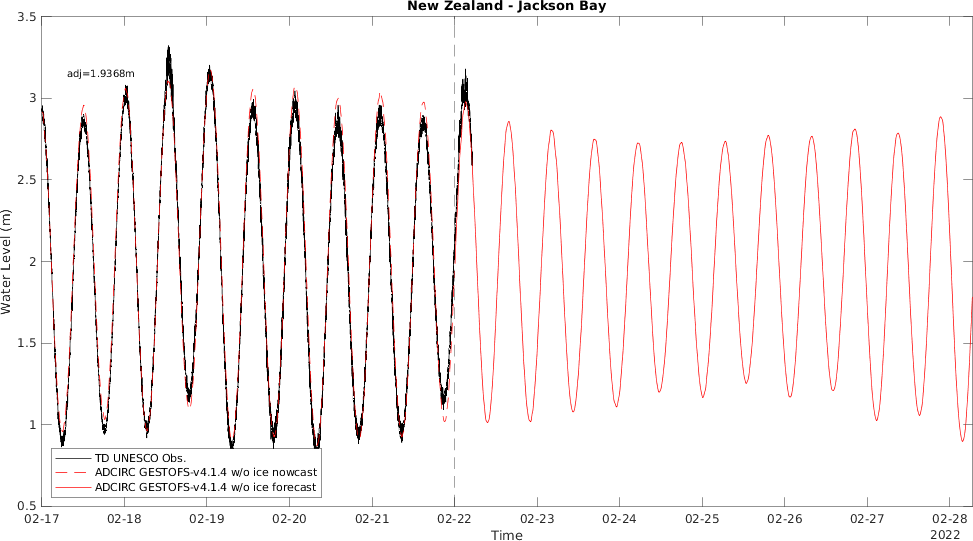 New Zealand - Jackson Bay
3.5
3
2.5
2
1.5
1
0.5
Water Level (m)
adj=1.9368m
TD UNESCO Obs.
ADCIRC GESTOFS-v4.1.4 w/o ice nowcast
ADCIRC GESTOFS-v4.1.4 w/o ice forecast
02-17 02-18 02-19 02-20 02-21 02-22 02-23 02-24 02-25 02-26 02-27 02-28
Time
2022